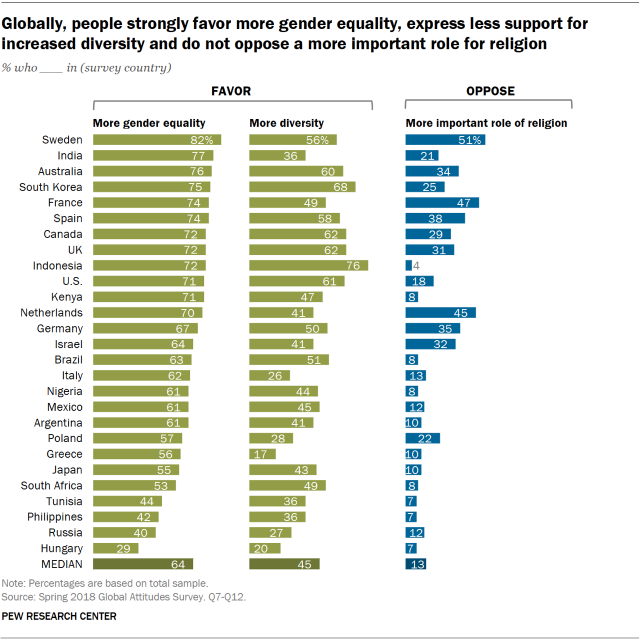 Globally, people strongly favor more gender equality, express less support for
increased diversity and do not oppose a more important role for religion
% who ___ in (survey country)
FAVOR OPPOSE
More gender equality More diversity More important role of religion
Sweden 82% 56% 51%
India 77 36 21
Australia 76 60 34
South Korea 75 68 25
France 74 49 47
Spain 74 58 38
Canada 72 62 29
UK 72 62 31
Indonesia 72 76 4
U.S. 71 61 18
Kenya 71 47 8
Netherlands 70 41 45
Germany 67 50 35
Israel 64 41 32
Brazil 63 51 8
Italy 62 26 13
Nigeria 61 44 8
Mexico 61 45 12
Argentina 61 41 10
Poland 57 28 22
Greece 56 17 10
Japan 55 43 10
South Africa 53 49 8
Tunisia 44 36 7
Philippines 42 36 7
Russia 40 27 12
Hungary 29 20 7
MEDIAN 64 45 13
Note: Percentages are based on total sample.
Source: Spring 2018 Global Attitudes Survey, Q7-Q12.
PEW RESEARCH CENTER